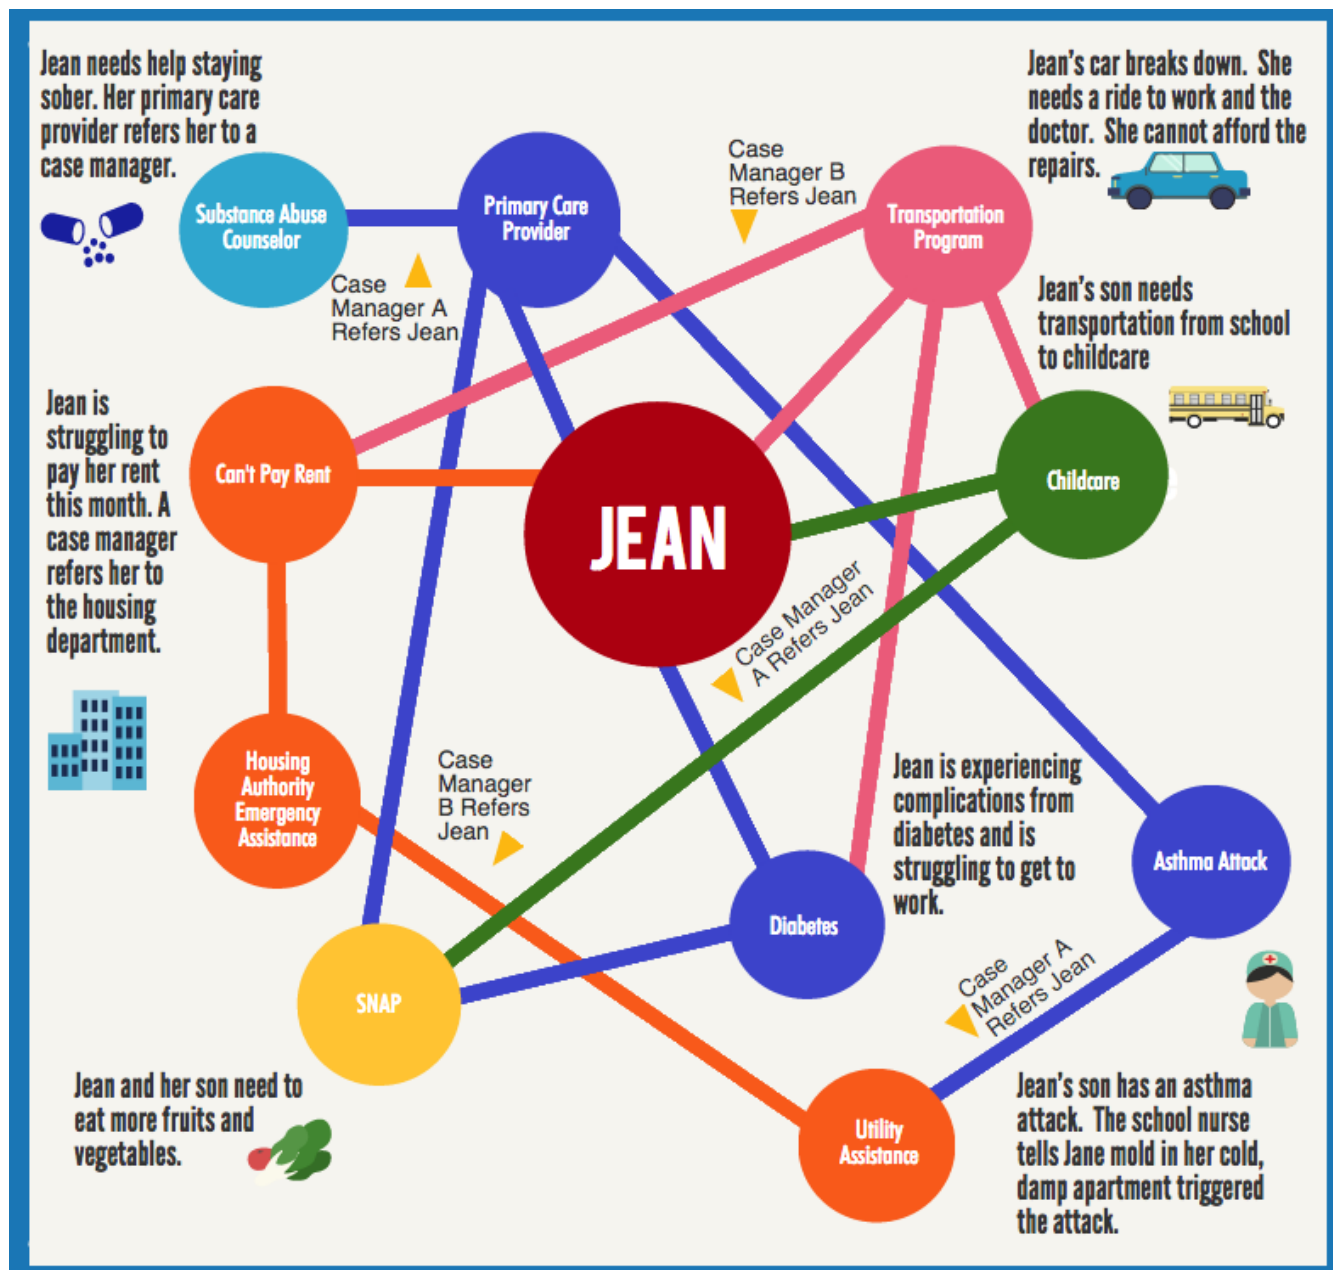 Jean needs help staying
sober. Her primary care
provider refers her to a
case manager.
Substance Abuse
Counselor
Primary Care
Provider
Case
Manager A
Refers Jean
Case
Manager B
Refers Jean
Transportation
Program
Jean's car breaks down. She
needs a ride to work and the
doctor. She cannot afford the
repairs.
Jean's son needs
transportation from school
to childcare
Jean is
struggling to
pay her rent
this month. A
case manager
refers her to
the housing
department.
Can't Pay Rent
JEAN
Childcare
Case Manager
A Refers Jean
Housing
Authority
Emergency
Assistance
Case
Manager
B Refers
Jean
Jean is experiencing
complications from
diabetes and is
struggling to get to
work.
Asthma Attack
Diabetes
SNAP
Case
Manager A
Refers Jean
Jean and her son need to
eat more fruits and
vegetables.
Utility
Assistance
Jean's son has an asthma
attack. The school nurse
tells Jane mold in her cold,
damp apartment triggered
the attack.